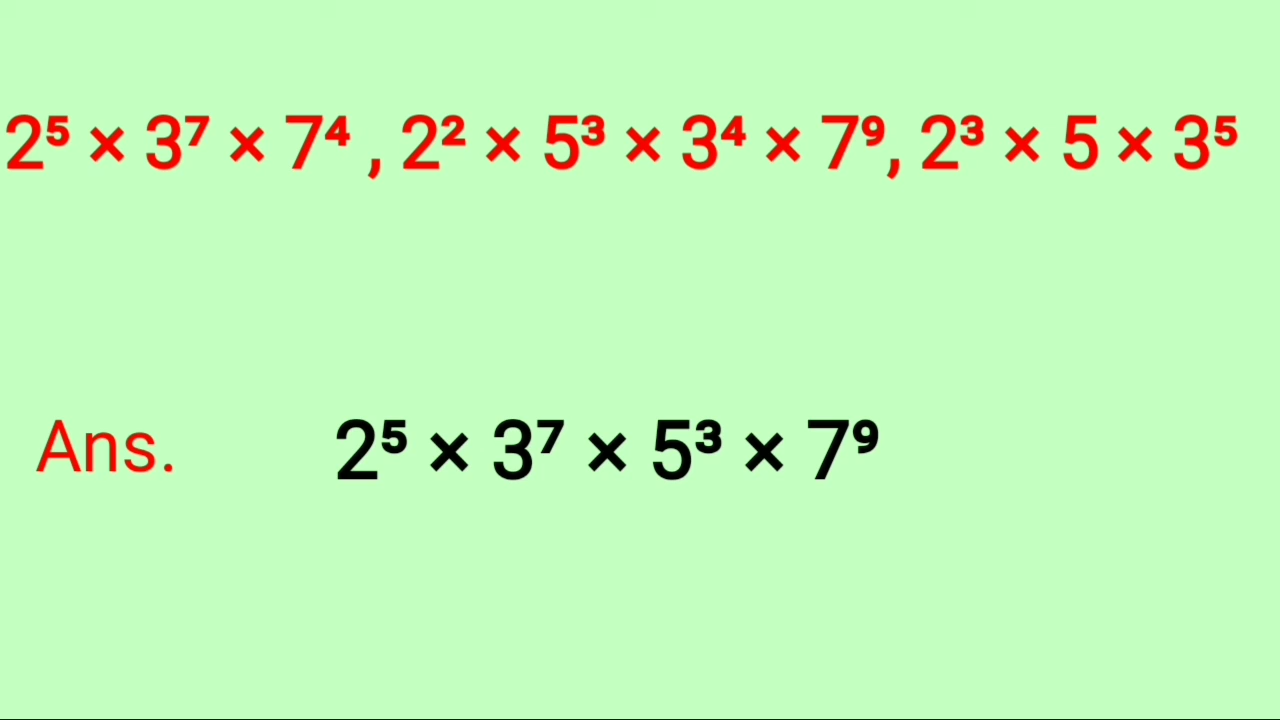 2⁵ × 3⁷ × 7⁴ , 2² × 5³ × 3⁴ × 7⁹, 2³ × 5 × 3⁵
Ans. 2⁵ × 3⁷ × 5³ × 7⁹